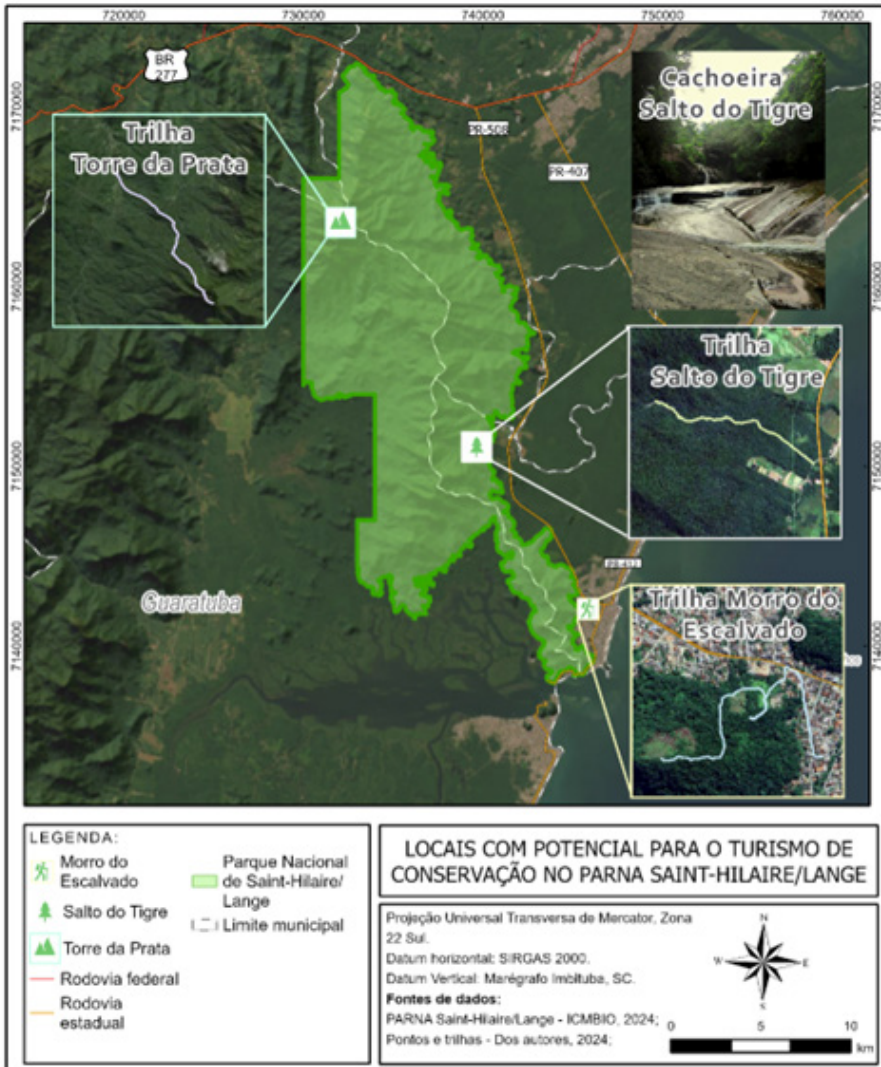 720000 730000 740000 750000 760000
BR
277
7170000
7170000
Cachoeira
Salto do Tigre
Trilha
Torre da Prata
PR-508
PR-407
7160000
7160000
Trilha
Salto do Tigre
7150000
7150000
Guaratuba
Trilha Morro do
Escalvado
7140000
7140000
LEGENDA:
Morro do
Escalvado
Salto do Tigre
Torre da Prata
Rodovia federal
Rodovia
estadual
Parque Nacional
de Saint-Hilaire/
Lange
Limite municipal
LOCAIS COM POTENCIAL PARA O TURISMO DE
CONSERVAÇÃO NO PARNA SAINT-HILAIRE/LANGE
Projeção Universal Transversa de Mercator, Zona
22 Sul.
Datum horizontal: SIRGAS 2000.
Datum Vertical: Marégrafo Imbituba, SC.
Fontes de dados:
PARNA Saint-Hilaire/Lange - ICMBIO, 2024;
Pontos e trilhas - Dos autores, 2024;
N
W E
S
0 5 10
km